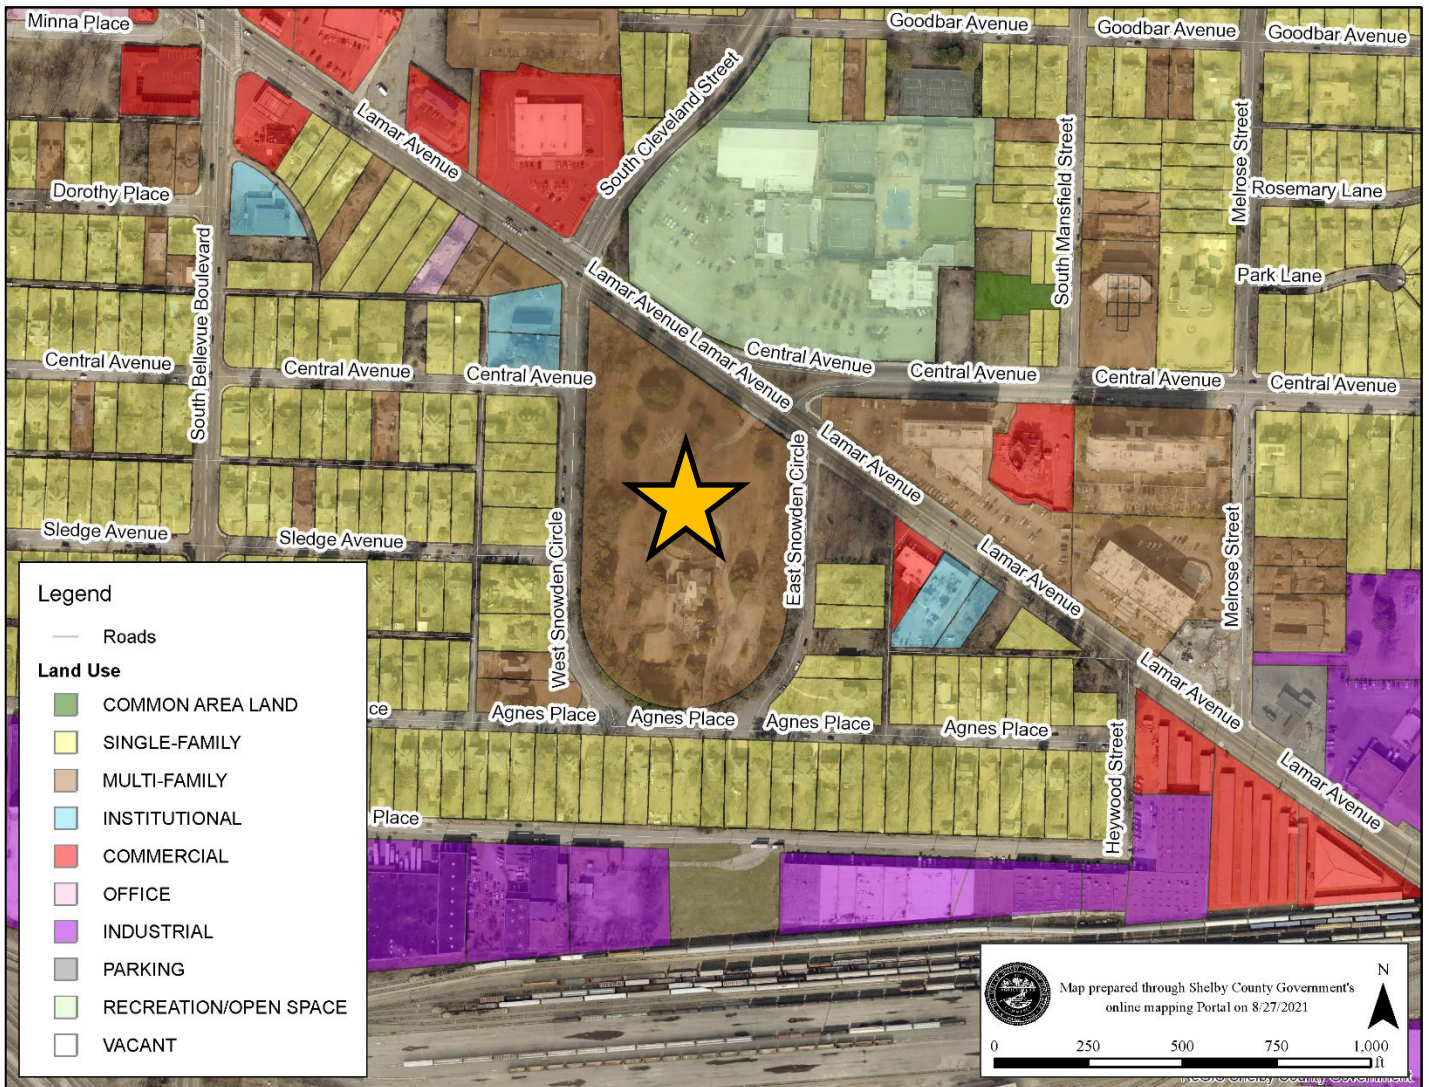 Minna Place
Goodbar Avenue
Goodbar Avenue
Goodbar Avenue
Lamar Avenue
South Cleveland Street
South Mansfield Street
Melrose Street
Dorothy Place
Rosemary Lane
South Bellevue Boulevard
Park Lane
Lamar Avenue
Lamar Avenue
Central Avenue
Central Avenue
Central Avenue
Central Avenue
Central Avenue
Central Avenue
Central Avenue
East Snowden Circle
Lamar Avenue
Sledge Avenue
Sledge Avenue
West Snowden Circle
Lamar Avenue
Melrose Street
Lamar Avenue
Agnes Place
Agnes Place
Agnes Place
Agnes Place
ce
Heywood Street
Lamar Avenue
Place
Legend
Roads
Land Use
COMMON AREA LAND
SINGLE-FAMILY
MULTI-FAMILY
INSTITUTIONAL
COMMERCIAL
OFFICE
INDUSTRIAL
PARKING
RECREATION/OPEN SPACE
VACANT
Map prepared through Shelby County Government's
online mapping Portal on 8/27/2021
N
0 250 500 750 1,000
ft